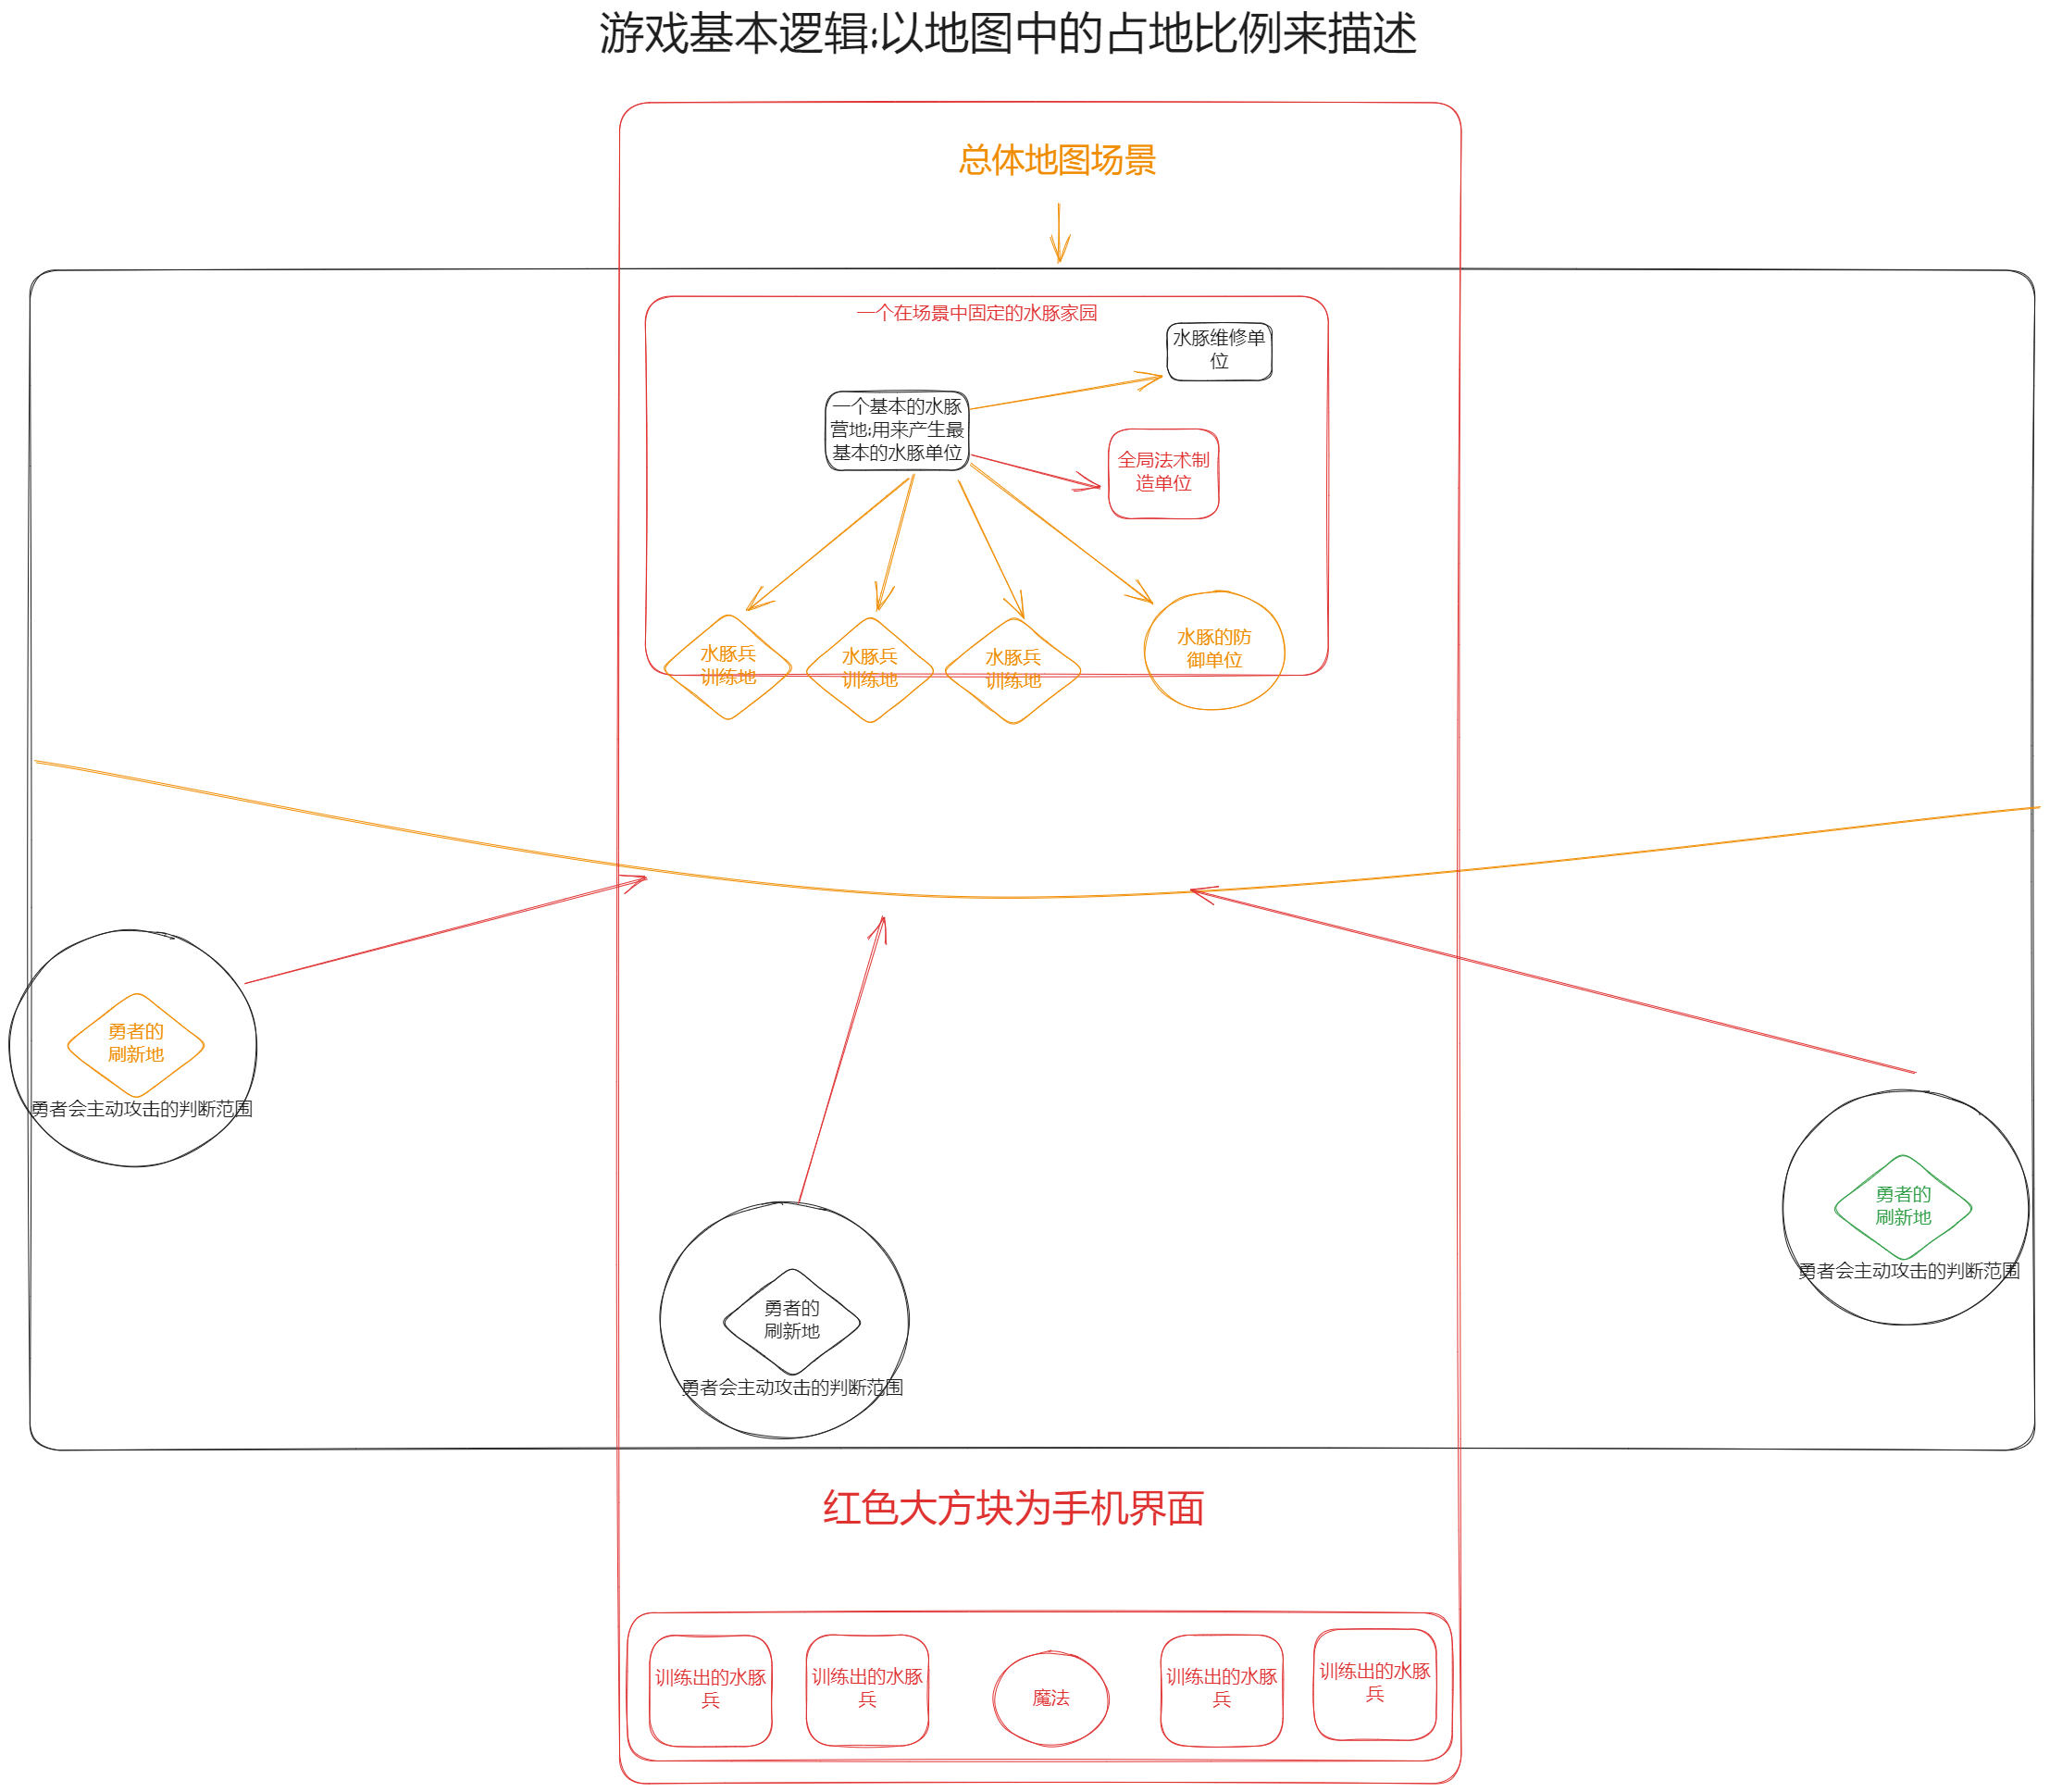 游戏基本逻辑:以地图中的占地比例来描述
总体地图场景
一个在场景中固定的水豚家园
水豚维修单
位
一个基本的水豚
营地:用来产生最
基本的水豚单位
全局法术制
造单位
水豚兵
训练地
水豚兵
训练地
水豚兵
训练地
水豚的防
御单位
勇者的
刷新地
勇者会主动攻击的判断范围
勇者的
刷新地
勇者会主动攻击的判断范围
勇者的
刷新地
勇者会主动攻击的判断范围
红色大方块为手机界面
训练出的水豚
兵
训练出的水豚
兵
魔法
训练出的水豚
兵
训练出的水豚
兵